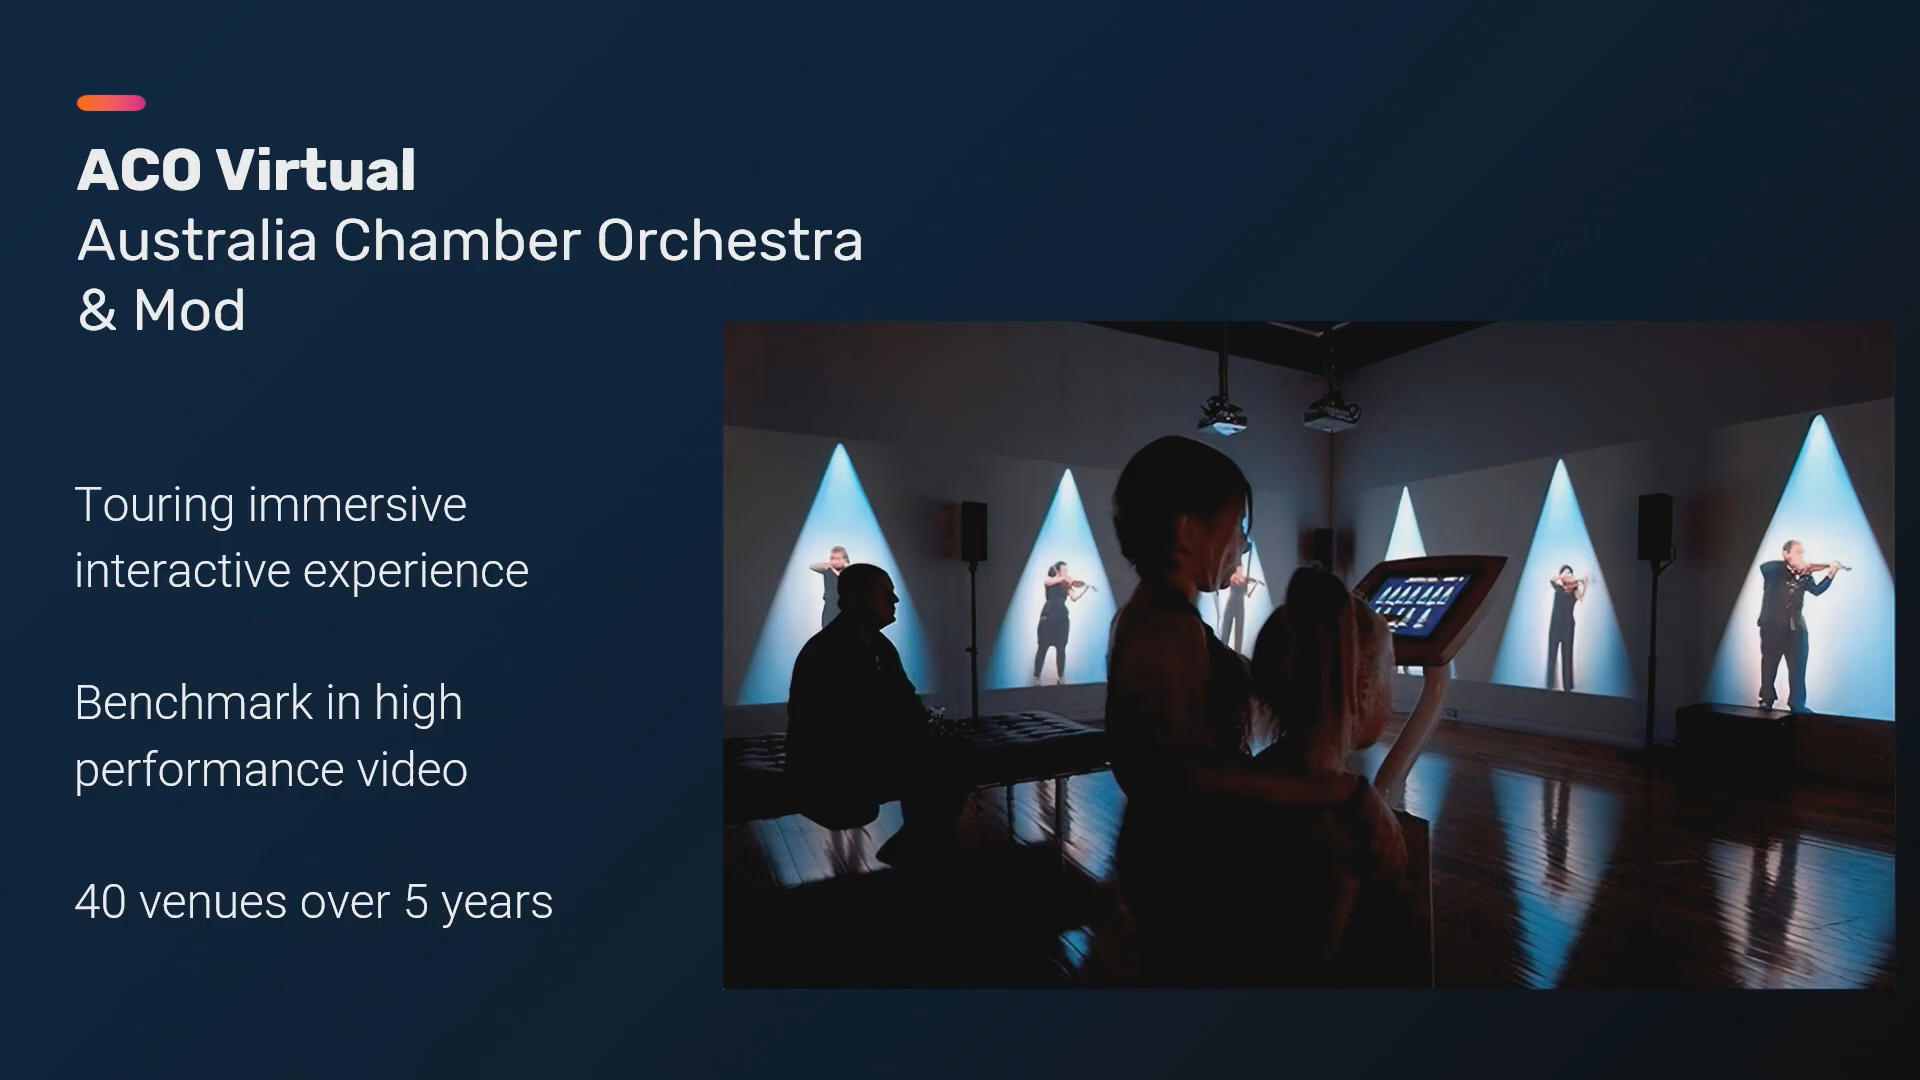 ACO Virtual
Australia Chamber Orchestra
& Mod
Touring immersive
interactive experience
Benchmark in high
performance video
40 venues over 5 years